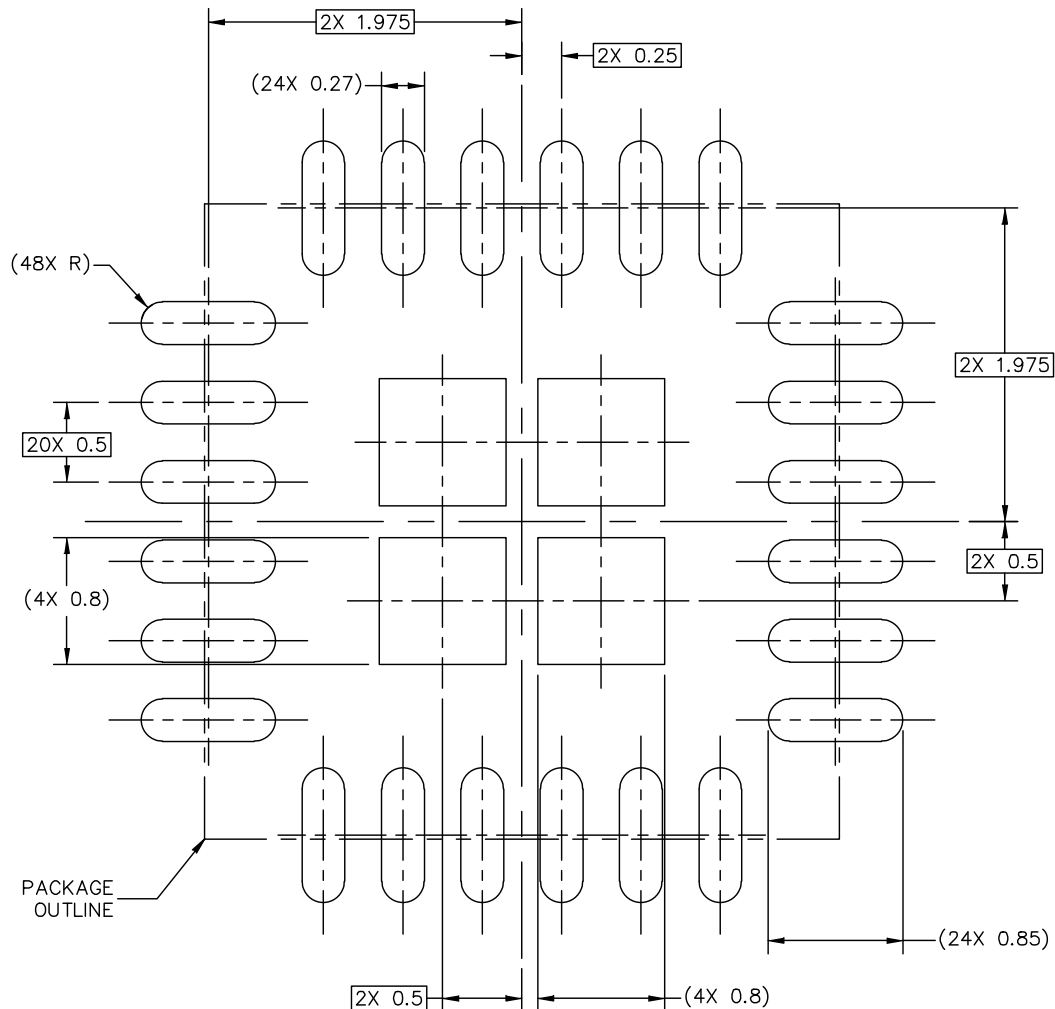 2X 1.975
2X 0.25
(24X 0.27)
(48X R)
2X 1.975
20X 0.5
2X 0.5
(4X 0.8)
PACKAGE
OUTLINE
(24X 0.85)
2X 0.5
(4X 0.8)